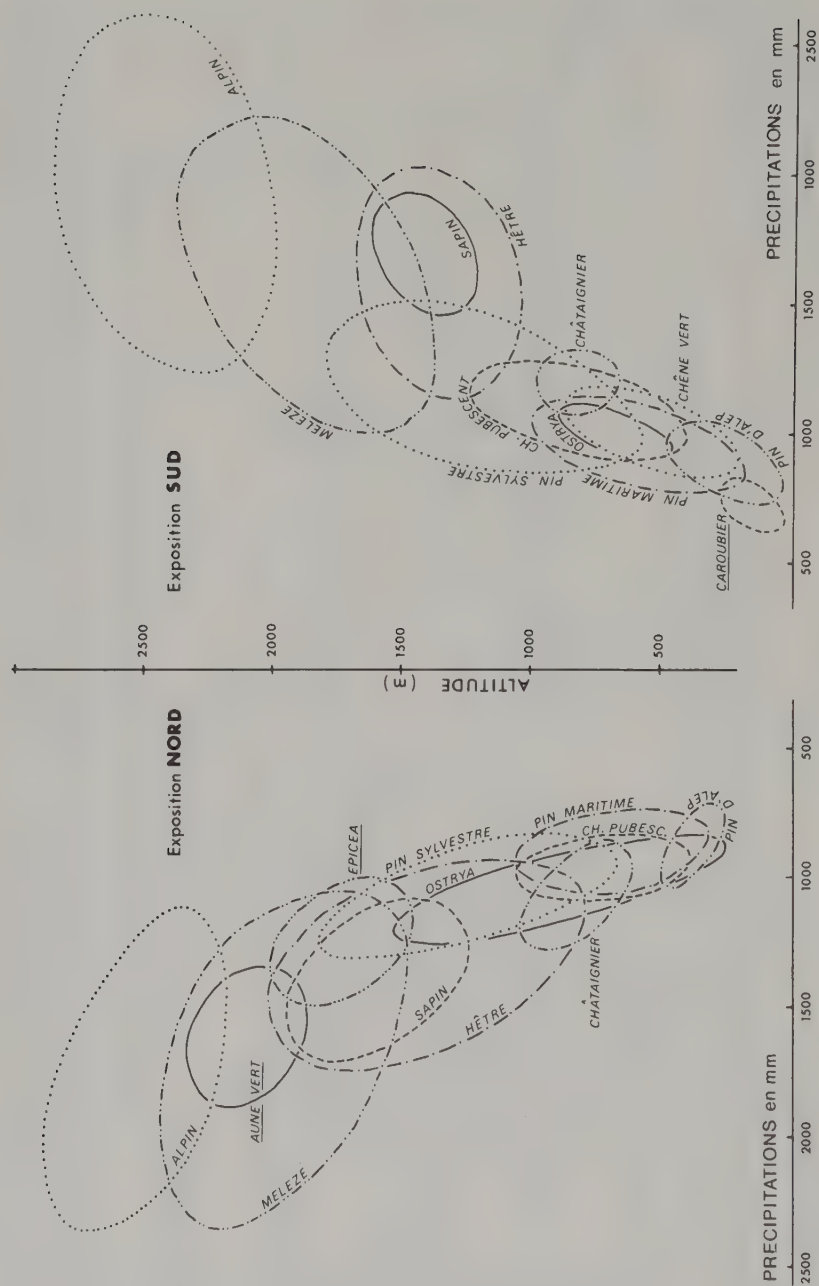 Exposition NORD
ALPIN
AUNE VERT
MELEZE
EPICEA
PIN SYLVESTRE
OSTRYA
SAPIN
HÊTRE
PIN MARITIME
CH. PUBESC.
CHÂTAIGNIER
PIN D'ALEP
PRECIPITATIONS en mm
2500
2000
1500
1000
500
ALTITUDE (m)
2500
2000
1500
1000
500
Exposition SUD
ALPIN
MELEZE
SAPIN
HÊTRE
PIN SYLVESTRE
CH. PUBESCENT
CHÂTAIGNIER
OSTRYA
PIN MARITIME
CHÊNE VERT
PIN D'ALEP
CAROUBIER
PRECIPITATIONS en mm
500
1000
1500
1000
2500